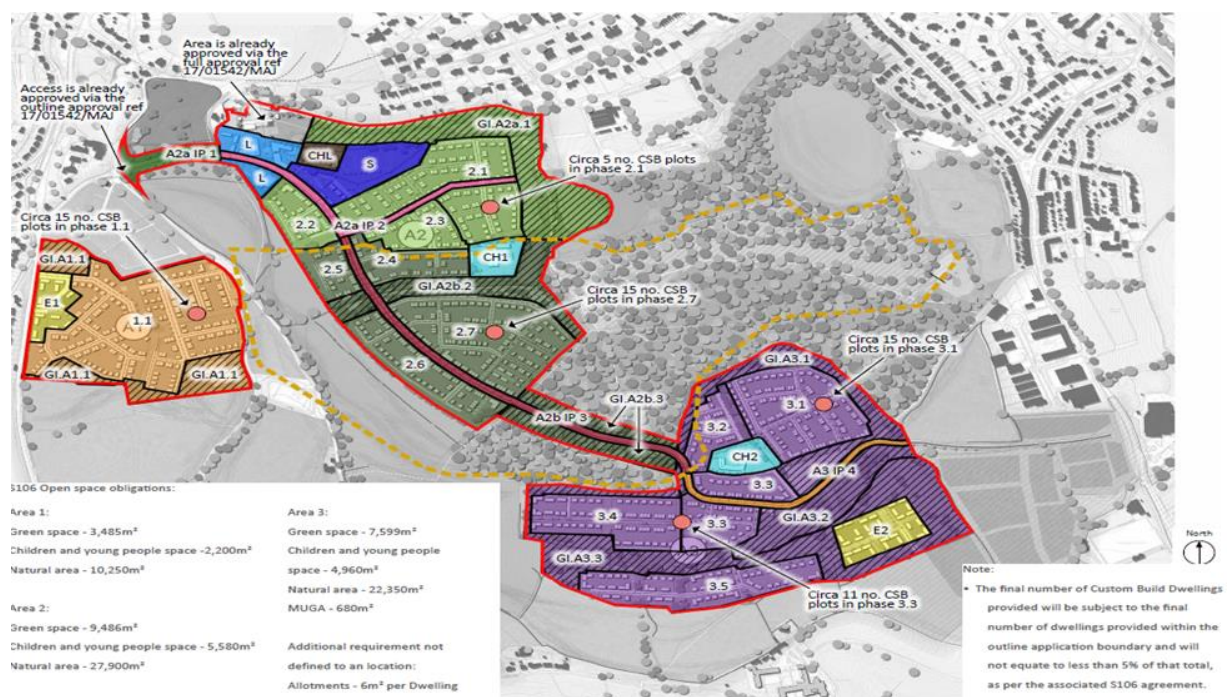 Area is already
approved via the
full approval ref
17/01542/MAJ
Access is already
approved via the
outline approval ref
17/01542/MAJ
A2a IP 1
L
CHL
S
GI.A2a.1
L
2.1
Circa 5 no. CSB plots
in phase 2.1
2.2
A2a IP 2
2.3
A2
Circa 15 no. CSB
plots in phase 1.1
2.4
CH1
2.5
GI.A1.1
GI.A2b.2
Circa 15 no. CSB
plots in phase 2.7
E1
1.1
2.7
Circa 15 no. CSB
plots in phase 3.1
2.6
GI.A3.1
GI.A1.1
GI.A1.1
GI.A2b.3
3.1
A2b IP 3
3.2
CH2
A3 IP 4
3.3
3.4
3.3
GI.A3.2
E2
GI.A3.3
3.5
Circa 11 no. CSB
plots in phase 3.3
S106 Open space obligations:
Area 1:
Green space - 3,485m²
Children and young people space -2,200m²
Natural area - 10,250m²
Area 2:
Green space - 9,486m²
Children and young people space - 5,580m²
Natural area - 27,900m²
Area 3:
Green space - 7,599m²
Children and young people
space - 4,960m²
Natural area - 22,350m²
MUGA - 680m²
Additional requirement not
defined to an location:
Allotments - 6m² per Dwelling
North
Note:
• The final number of Custom Build Dwellings
provided will be subject to the final
number of dwellings provided within the
outline application boundary and will
not equate to less than 5% of that total,
as per the associated S106 agreement.